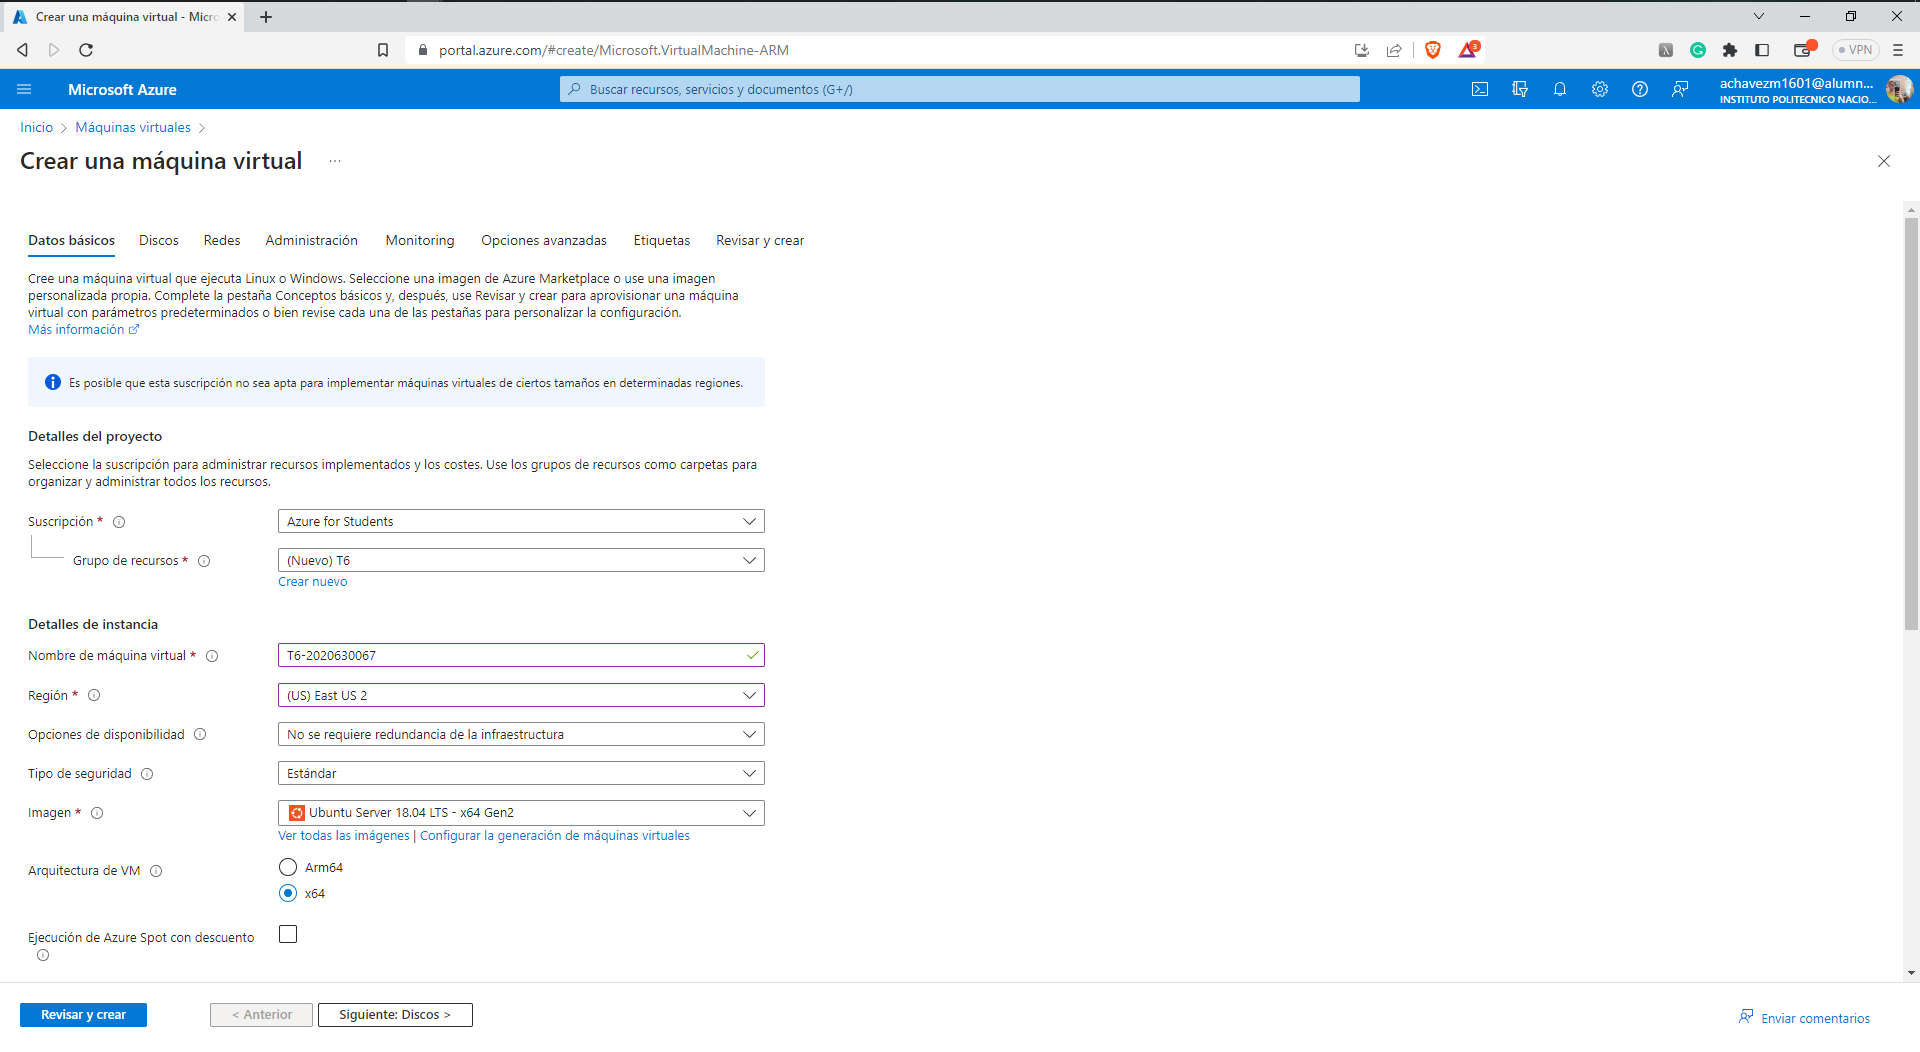 Crear una máquina virtual - Micro
portal.azure.com/#create/Microsoft.VirtualMachine-ARM
3
VPN
Microsoft Azure
Buscar recursos, servicios y documentos (G+/)
achavezm1601@alumn...
INSTITUTO POLITECNICO NACIO...
Inicio > Máquinas virtuales >
Crear una máquina virtual ...
Datos básicos Discos Redes Administración Monitoring Opciones avanzadas Etiquetas Revisar y crear
Cree una máquina virtual que ejecuta Linux o Windows. Seleccione una imagen de Azure Marketplace o use una imagen
personalizada propia. Complete la pestaña Conceptos básicos y, después, use Revisar y crear para aprovisionar una máquina
virtual con parámetros predeterminados o bien revise cada una de las pestañas para personalizar la configuración.
Más información
Es posible que esta suscripción no sea apta para implementar máquinas virtuales de ciertos tamaños en determinadas regiones.
Detalles del proyecto
Seleccione la suscripción para administrar recursos implementados y los costes. Use los grupos de recursos como carpetas para
organizar y administrar todos los recursos.
Suscripción * Azure for Students
Grupo de recursos * (Nuevo) T6
Crear nuevo
Detalles de instancia
Nombre de máquina virtual * T6-2020630067
Región * (US) East US 2
Opciones de disponibilidad No se requiere redundancia de la infraestructura
Tipo de seguridad Estándar
Imagen * Ubuntu Server 18.04 LTS - x64 Gen2
Ver todas las imágenes | Configurar la generación de máquinas virtuales
Arquitectura de VM Arm64
x64
Ejecución de Azure Spot con descuento
Revisar y crear < Anterior Siguiente: Discos > Enviar comentarios